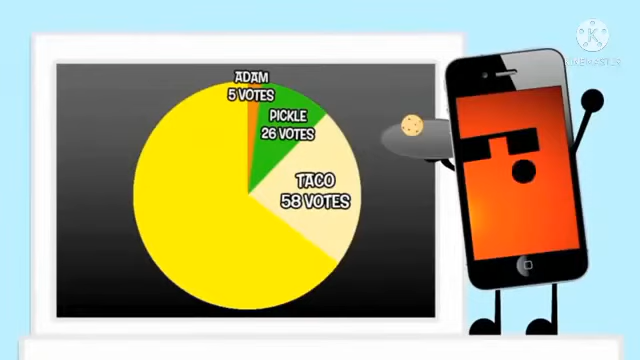 ADAM
5 VOTES
PICKLE
26 VOTES
TACO
58 VOTES
K
KINEMASTER